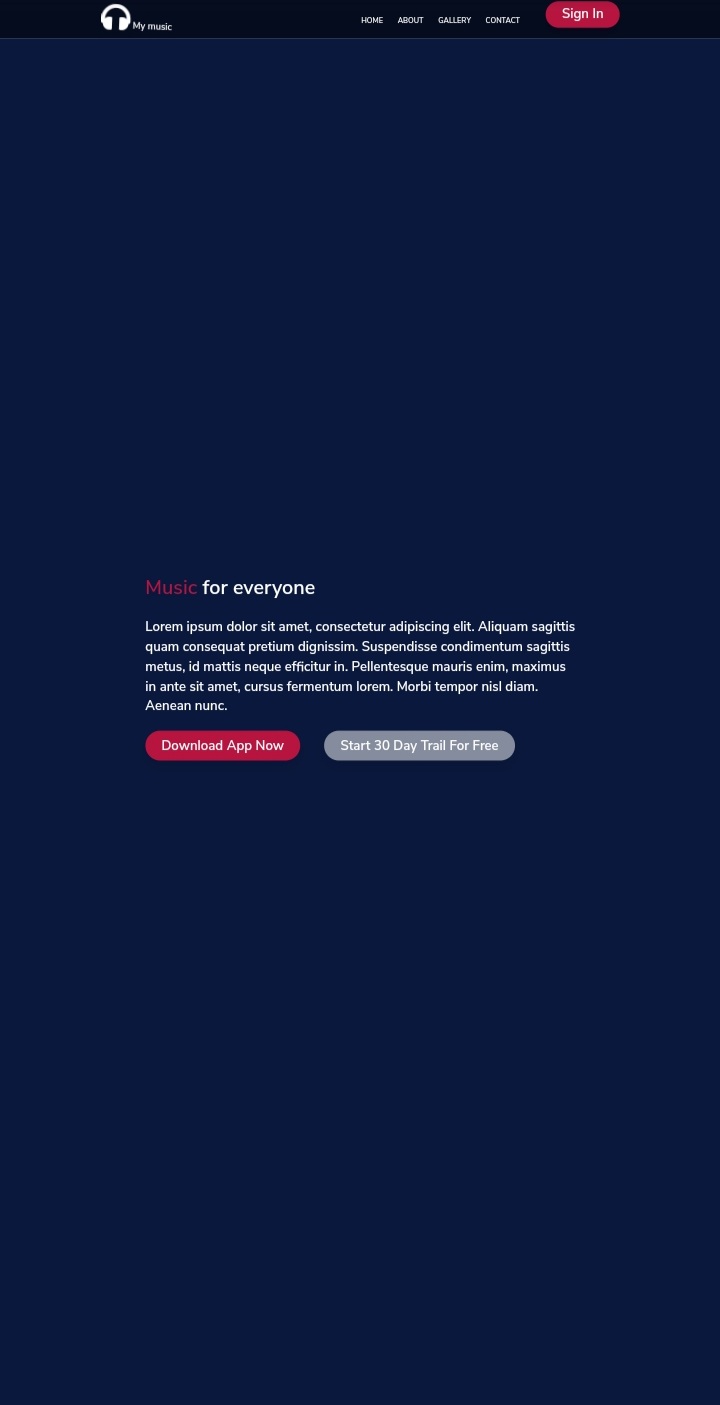 My music
HOME ABOUT GALLERY CONTACT
Sign In
Music for everyone
Lorem ipsum dolor sit amet, consectetur adipiscing elit. Aliquam sagittis
quam consequat pretium dignissim. Suspendisse condimentum sagittis
metus, id mattis neque efficitur in. Pellentesque mauris enim, maximus
in ante sit amet, cursus fermentum lorem. Morbi tempor nisl diam.
Aenean nunc.
Download App Now
Start 30 Day Trail For Free